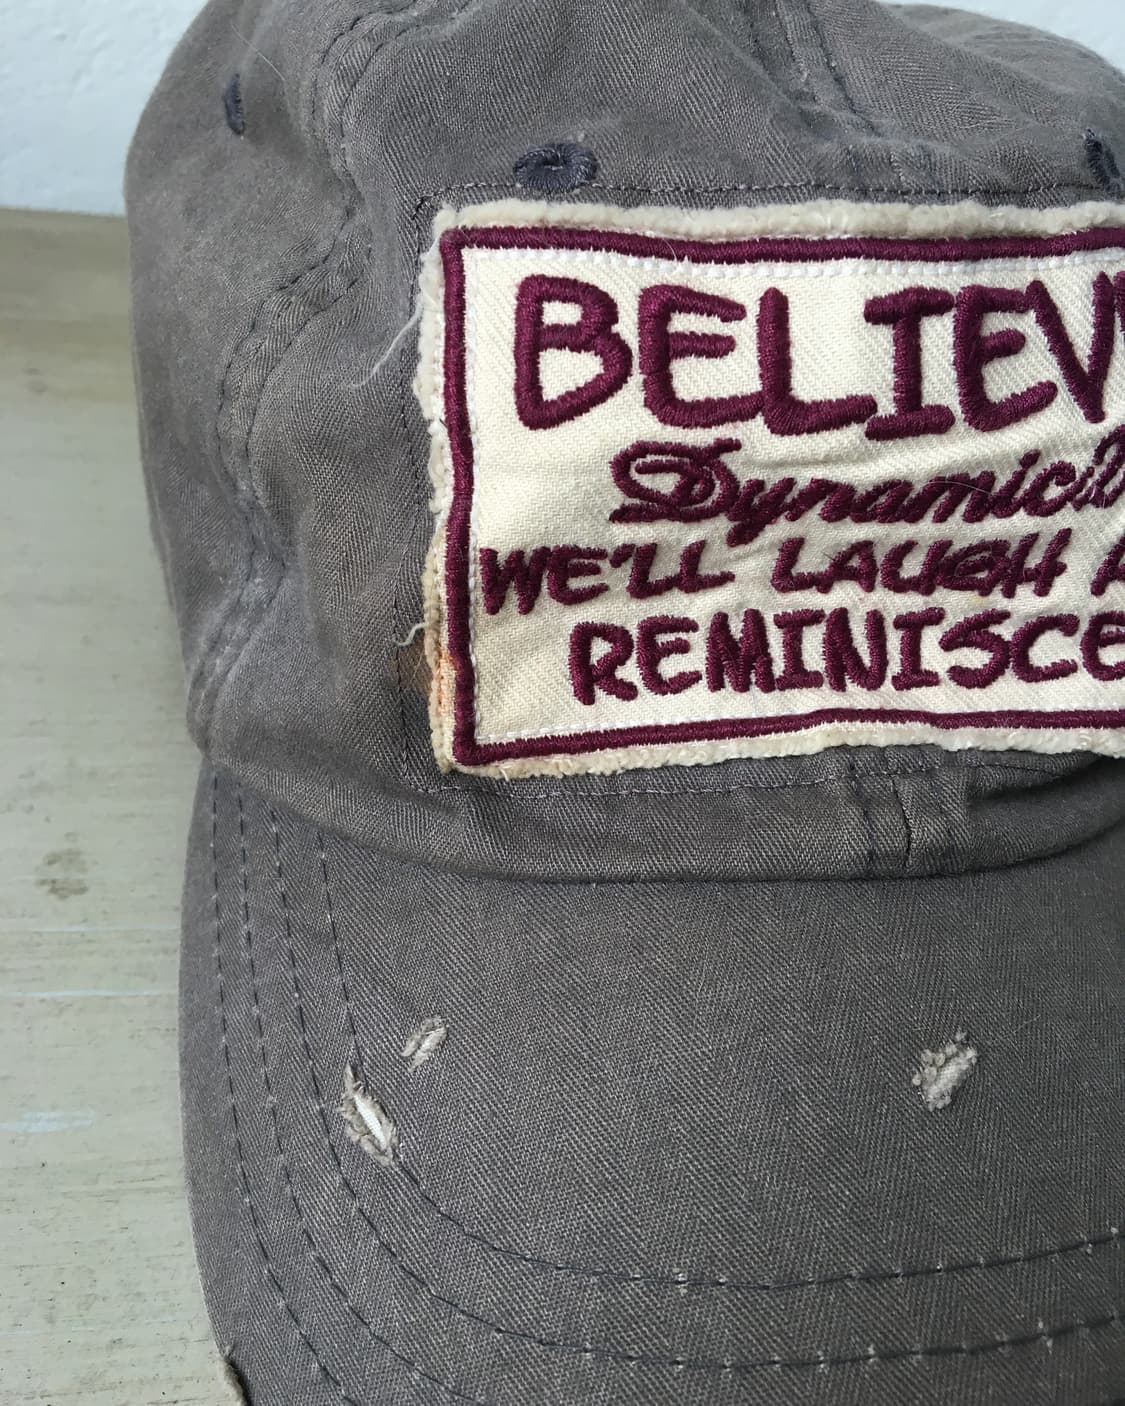 BELIEV
Dynamic
WE'LL LAUGH
REMINISCE